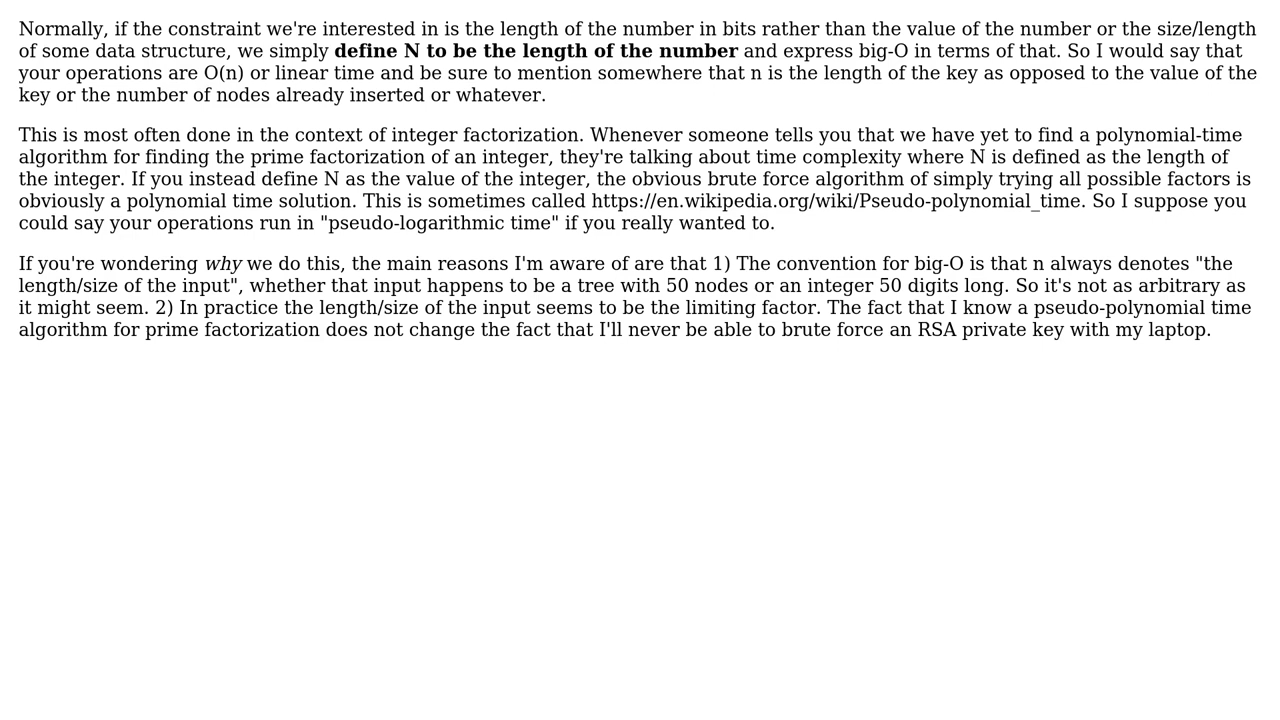 Normally, if the constraint we're interested in is the length of the number in bits rather than the value of the number or the size/length
of some data structure, we simply define N to be the length of the number and express big-O in terms of that. So I would say that
your operations are O(n) or linear time and be sure to mention somewhere that n is the length of the key as opposed to the value of the
key or the number of nodes already inserted or whatever.
This is most often done in the context of integer factorization. Whenever someone tells you that we have yet to find a polynomial-time
algorithm for finding the prime factorization of an integer, they're talking about time complexity where N is defined as the length of
the integer. If you instead define N as the value of the integer, the obvious brute force algorithm of simply trying all possible factors is
obviously a polynomial time solution. This is sometimes called https://en.wikipedia.org/wiki/Pseudo-polynomial_time. So I suppose you
could say your operations run in "pseudo-logarithmic time" if you really wanted to.
If you're wondering why we do this, the main reasons I'm aware of are that 1) The convention for big-O is that n always denotes "the
length/size of the input", whether that input happens to be a tree with 50 nodes or an integer 50 digits long. So it's not as arbitrary as
it might seem. 2) In practice the length/size of the input seems to be the limiting factor. The fact that I know a pseudo-polynomial time
algorithm for prime factorization does not change the fact that I'll never be able to brute force an RSA private key with my laptop.